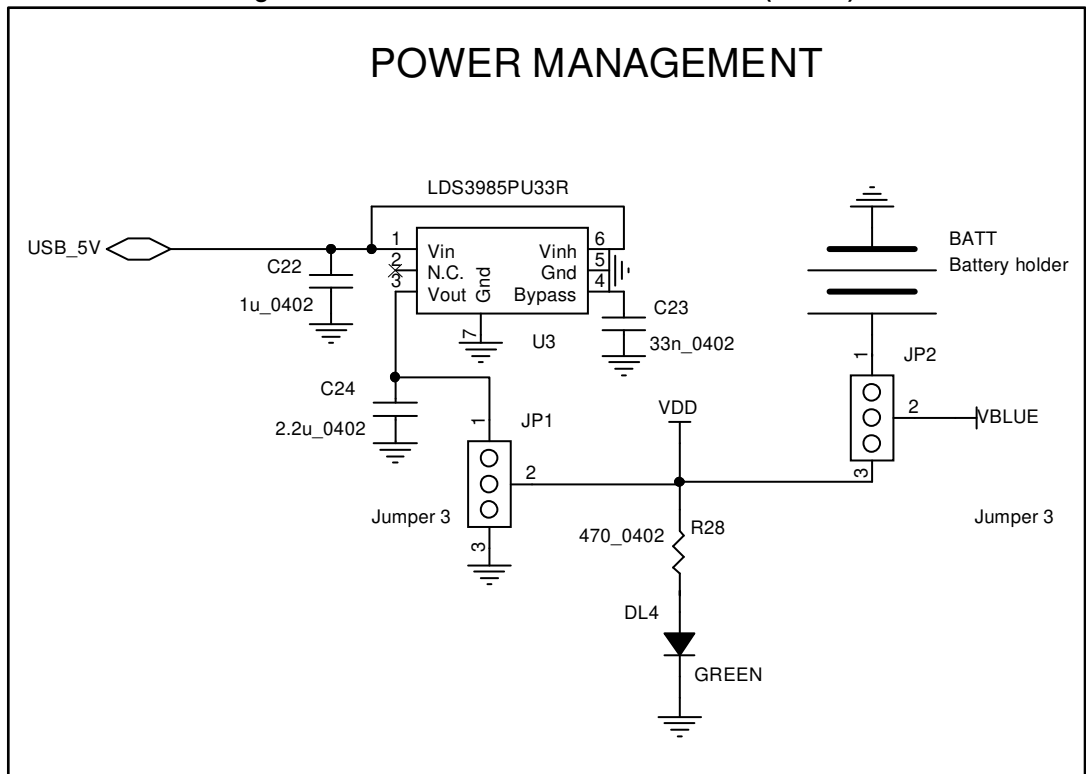 POWER MANAGEMENT
LDS3985PU33R
USB_5V
1
2
3
Vin
N.C.
Vout
Gnd
Vinh
Gnd
Bypass
6
5
4
7
U3
C22
1u_0402
C23
33n_0402
C24
2.2u_0402
BATT
Battery holder
1
JP2
2
VBLUE
3
Jumper 3
VDD
1
JP1
2
Jumper 3
3
470_0402
R28
DL4
GREEN